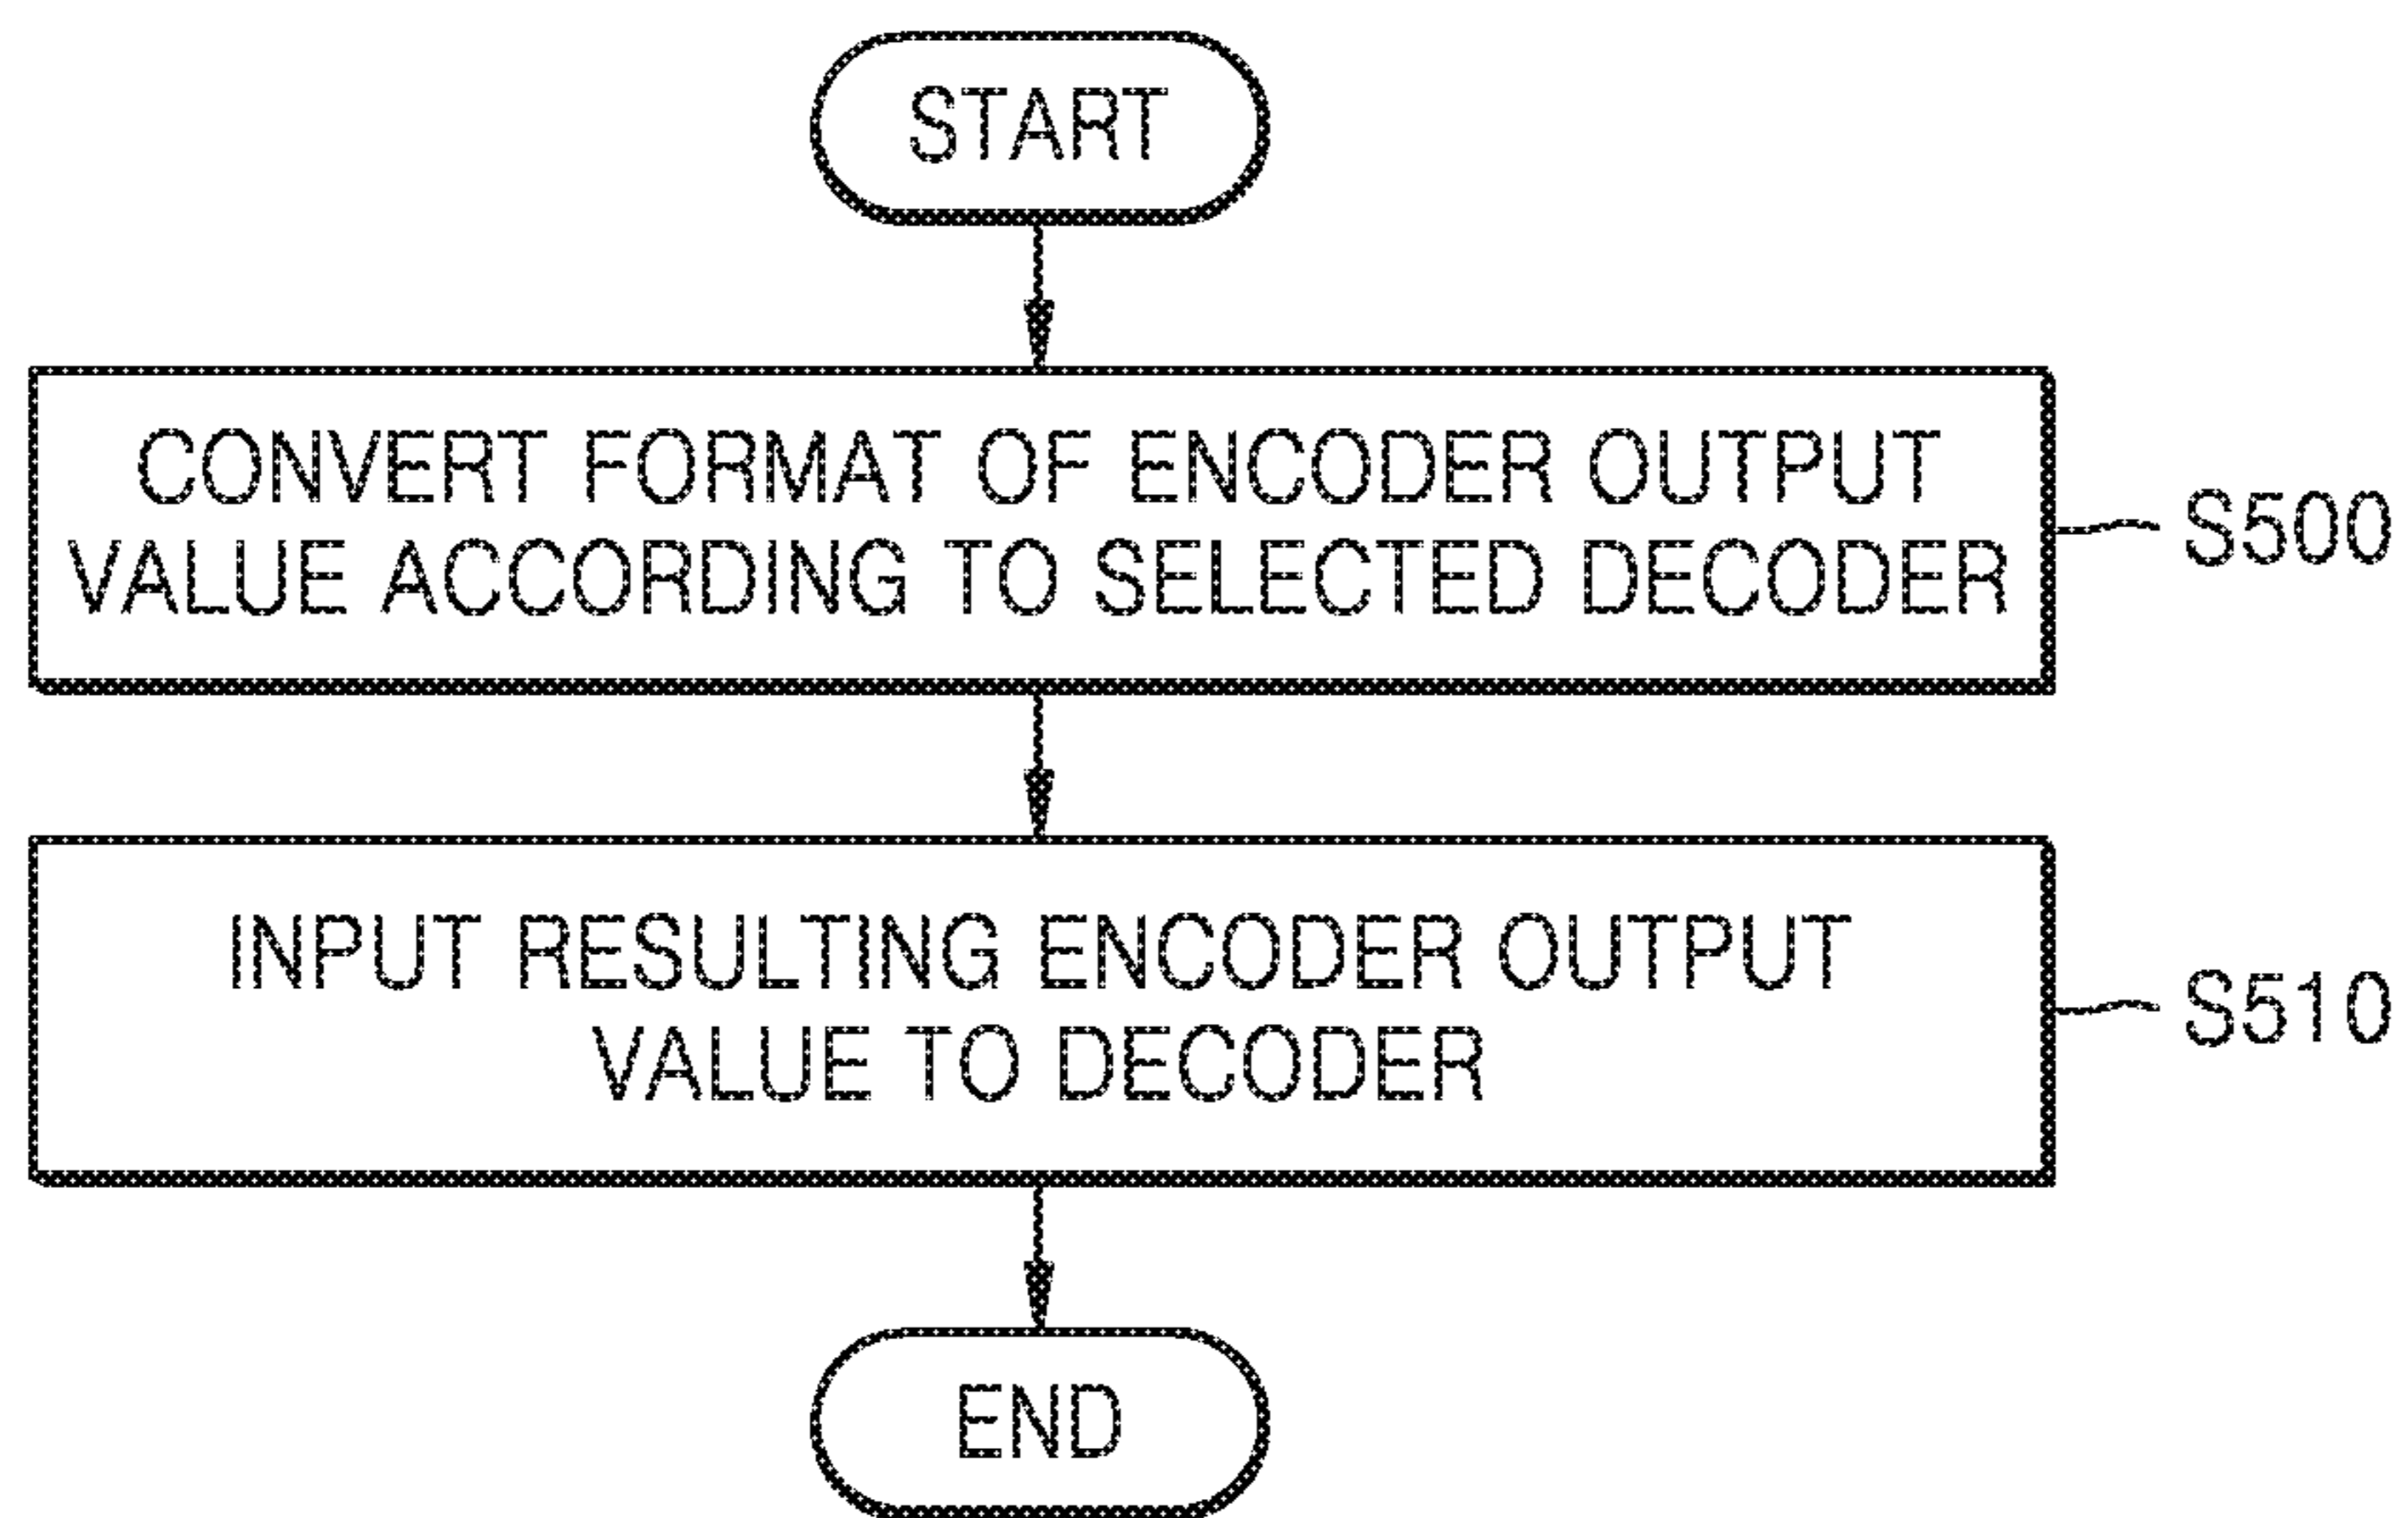 START
CONVERT FORMAT OF ENCODER OUTPUT
VALUE ACCORDING TO SELECTED DECODER
S500
INPUT RESULTING ENCODER OUTPUT
VALUE TO DECODER
S510
END